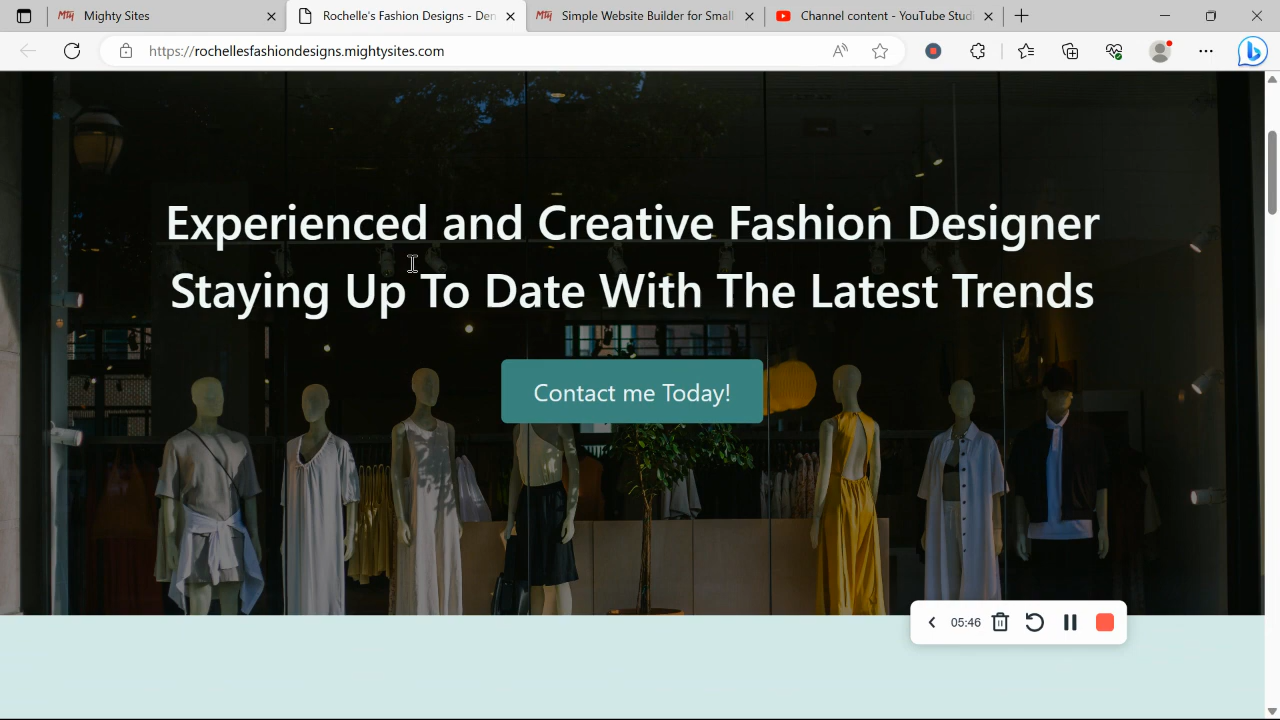 Mighty Sites
Rochelle's Fashion Designs - Den
Simple Website Builder for Small
Channel content - YouTube Studi
https://rochellesfashiondesigns.mightysites.com
Experienced and Creative Fashion Designer
Staying Up To Date With The Latest Trends
Contact me Today!
05:46